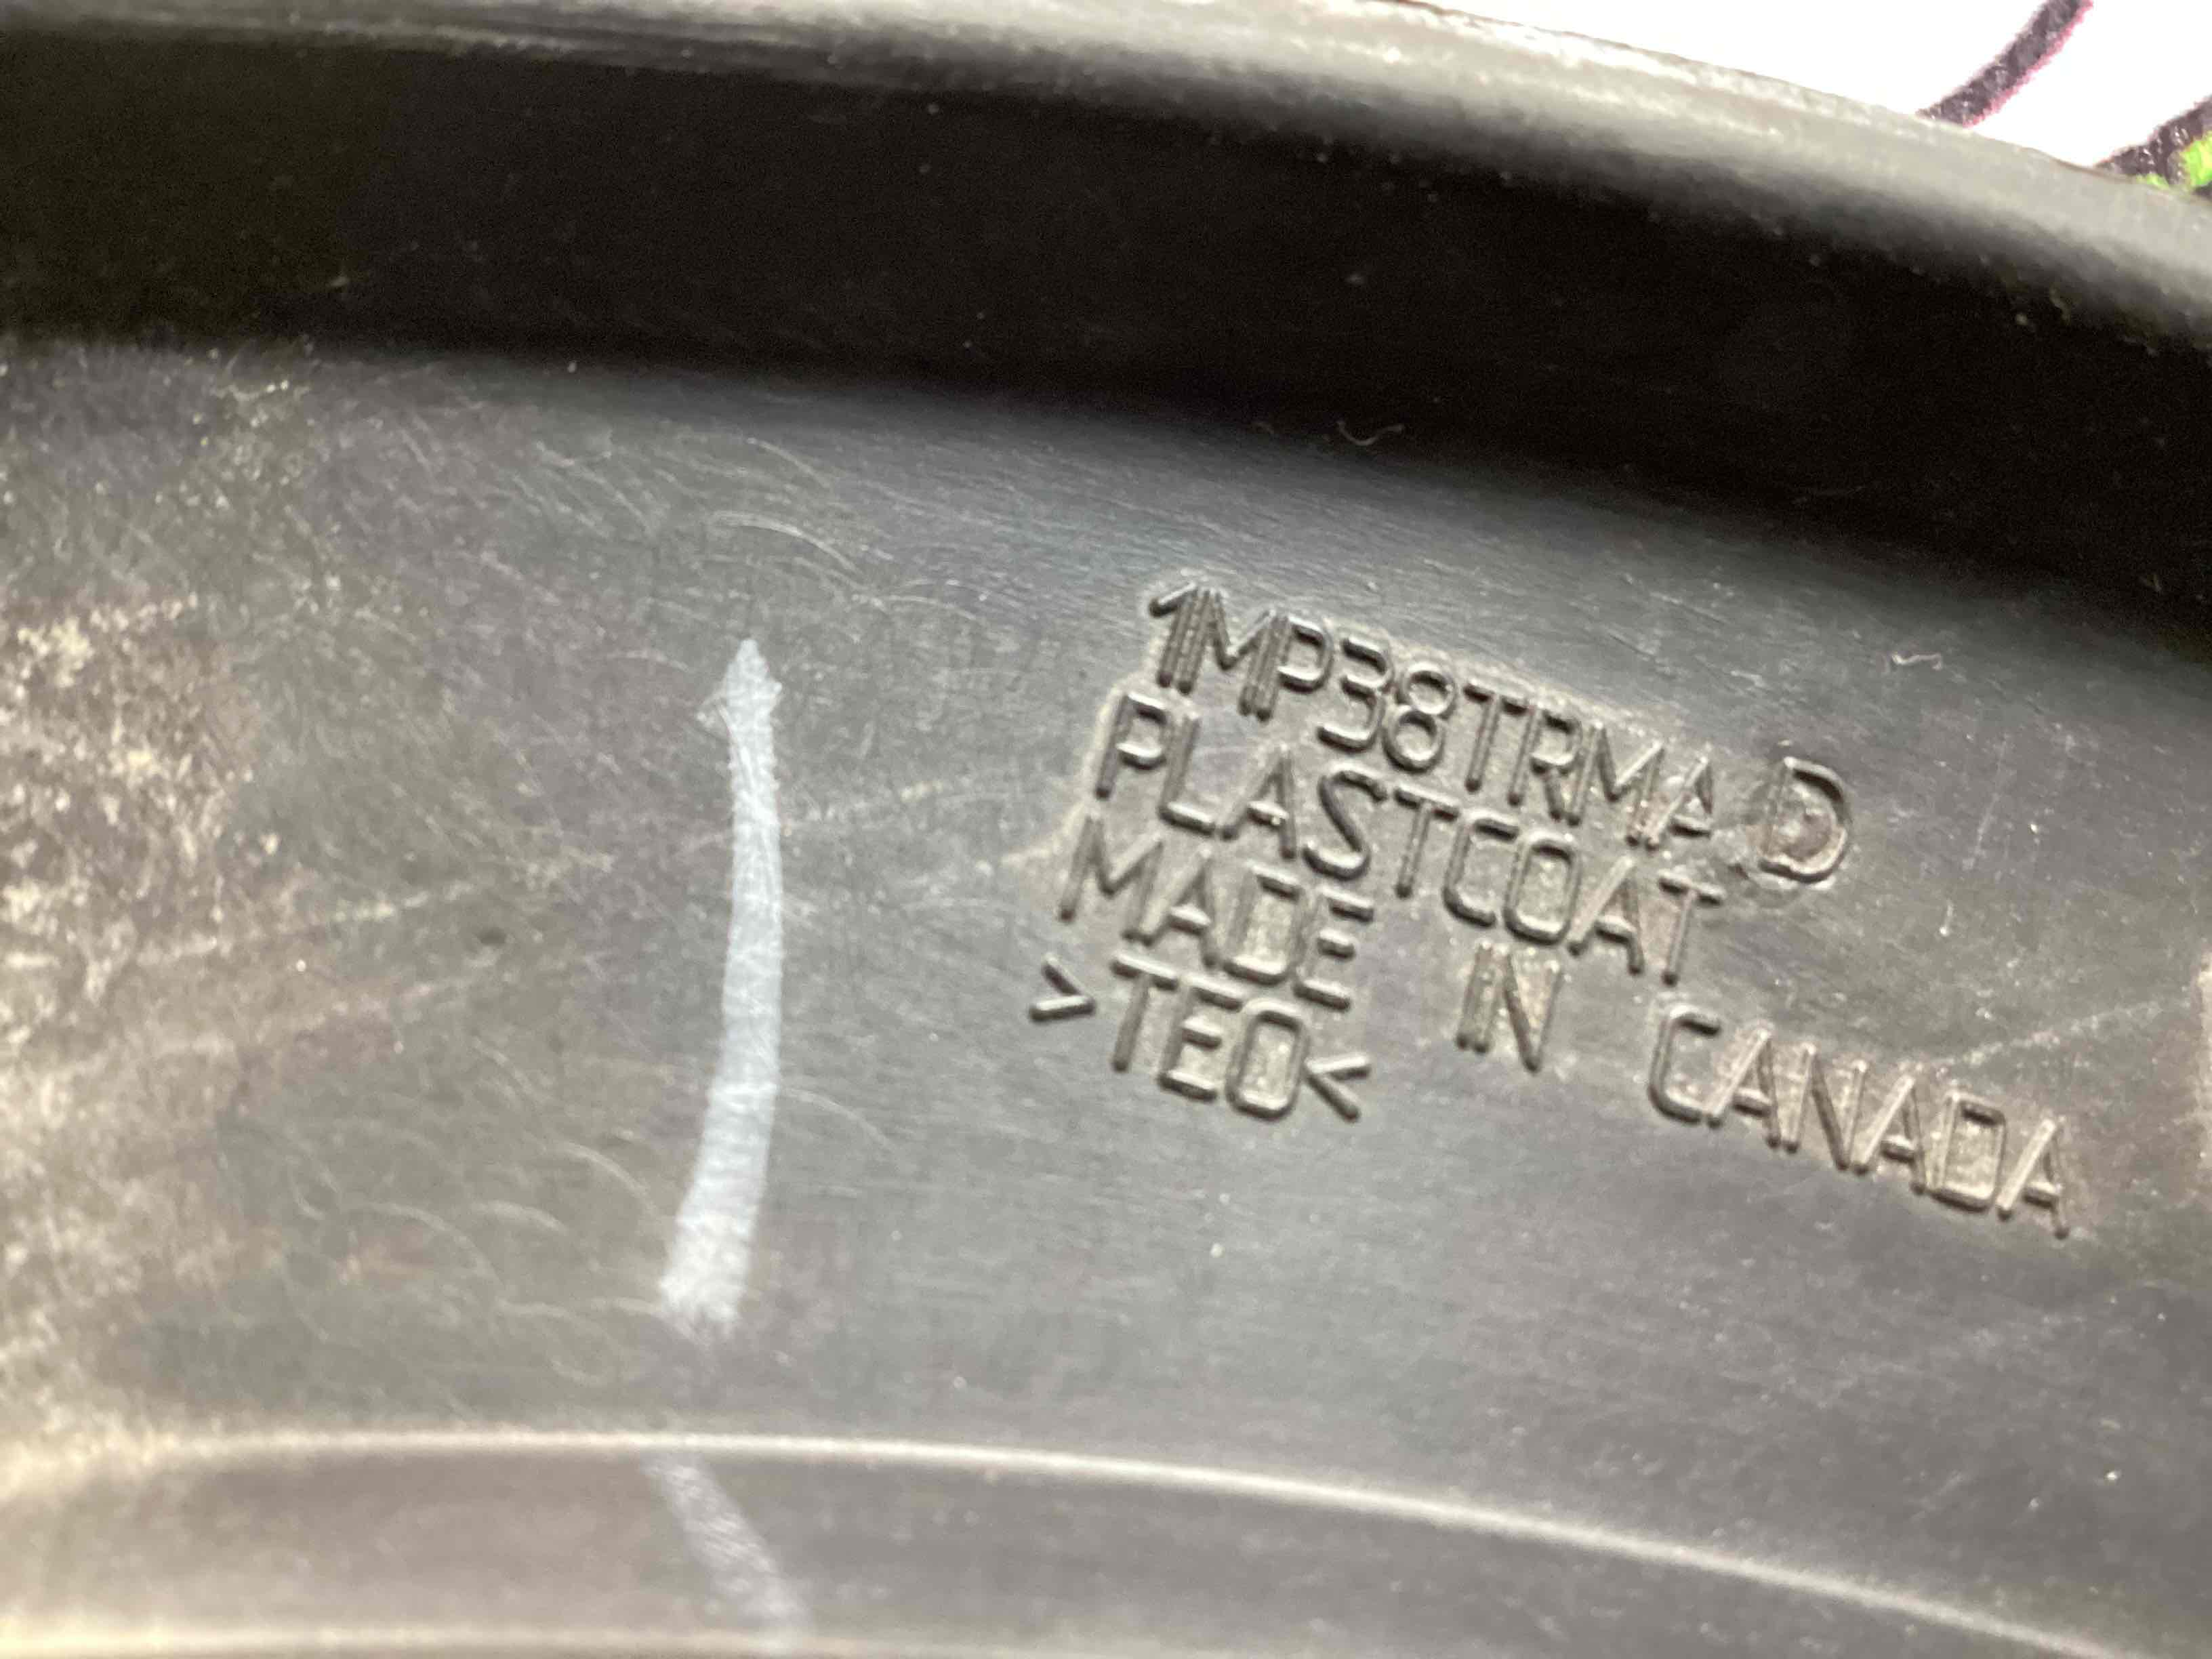 1MP38TRMA D
PLASTCOAT
MADE IN CANADA
>TEO<